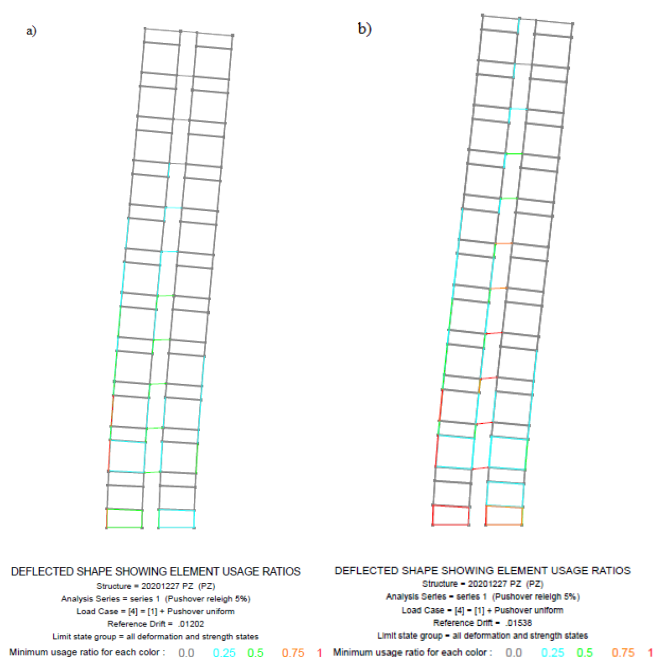 a)
b)
DEFLECTED SHAPE SHOWING ELEMENT USAGE RATIOS
Structure = 20201227 PZ (PZ)
Analysis Series = series 1 (Pushover releigh 5%)
Load Case = [4] = [1] + Pushover uniform
Reference Drift = .01202
Limit state group = all deformation and strength states
Minimum usage ratio for each color : 0.0 0.25 0.5 0.75 1
DEFLECTED SHAPE SHOWING ELEMENT USAGE RATIOS
Structure = 20201227 PZ (PZ)
Analysis Series = series 1 (Pushover releigh 5%)
Load Case = [4] = [1] + Pushover uniform
Reference Drift = .01538
Limit state group = all deformation and strength states
Minimum usage ratio for each color : 0.0 0.25 0.5 0.75 1